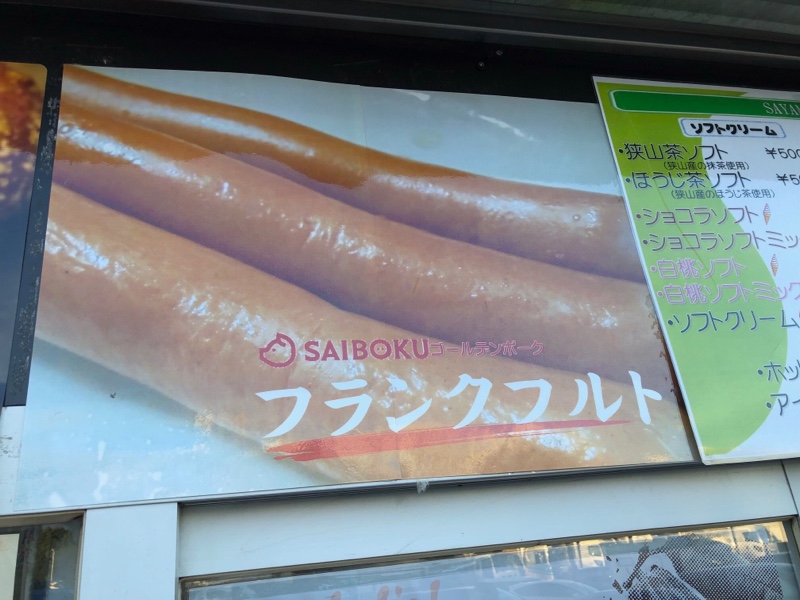 SAIBOKUゴールデンポーク
フランクフルト
ソフトクリーム
・狭山茶ソフト ¥500
(狭山産の抹茶使用)
・ほうじ茶ソフト
(狭山産のほうじ茶使用)
・ショコラソフト
・ショコラソフトミッ
・白桃ソフト
・白桃ソフトミック
・ソフトクリーム
・ホッ
・アー